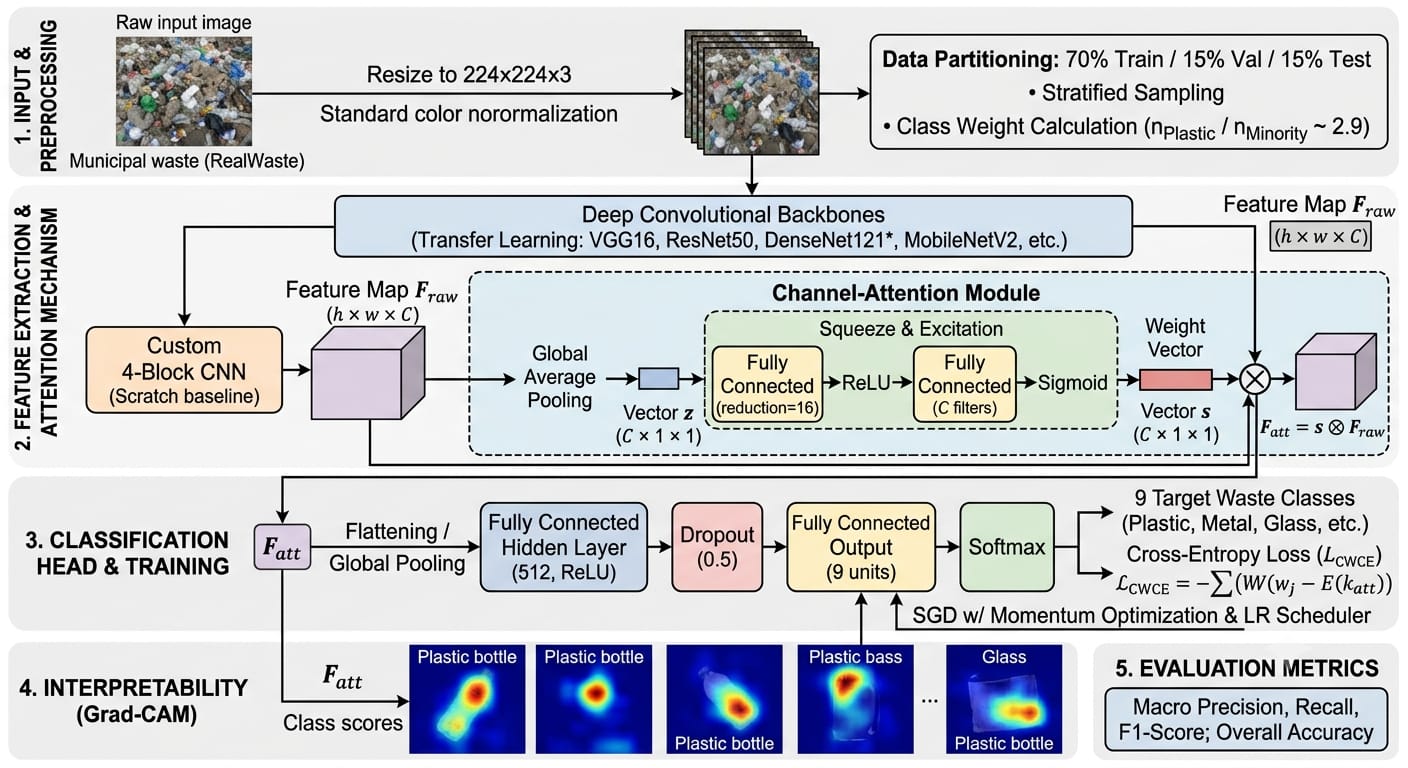 1. INPUT &
PREPROCESSING
Raw input image
Municipal waste (RealWaste)
Resize to 224x224x3
Standard color norormalization
Data Partitioning: 70% Train / 15% Val / 15% Test
• Stratified Sampling
• Class Weight Calculation (nPlastic / nMinority ~ 2.9)
2. FEATURE EXTRACTION &
ATTENTION MECHANISM
Deep Convolutional Backbones
(Transfer Learning: VGG16, ResNet50, DenseNet121*, MobileNetV2, etc.)
Feature Map Fraw
(h × w × C)
Custom
4-Block CNN
(Scratch baseline)
Feature Map Fraw
(h × w × C)
Channel-Attention Module
Squeeze & Excitation
Global
Average
Pooling
Vector z
(C × 1 × 1)
Fully
Connected
(reduction=16)
ReLU
Fully
Connected
(C filters)
Sigmoid
Weight
Vector
Vector s
(C × 1 × 1)
Fatt = s ⊗ Fraw
3. CLASSIFICATION
HEAD & TRAINING
Fatt
Flattening /
Global Pooling
Fully Connected
Hidden Layer
(512, ReLU)
Dropout
(0.5)
Fully Connected
Output
(9 units)
Softmax
9 Target Waste Classes
(Plastic, Metal, Glass, etc.)
Cross-Entropy Loss (LCWCE)
ℒCWCE = −∑(W(wj − E(katt))
SGD w/ Momentum Optimization & LR Scheduler
4. INTERPRETABILITY
(Grad-CAM)
Fatt
Class scores
Plastic bottle
Plastic bottle
Plastic bottle
Plastic bass
...
Glass
Plastic bottle
5. EVALUATION METRICS
Macro Precision, Recall,
F1-Score; Overall Accuracy